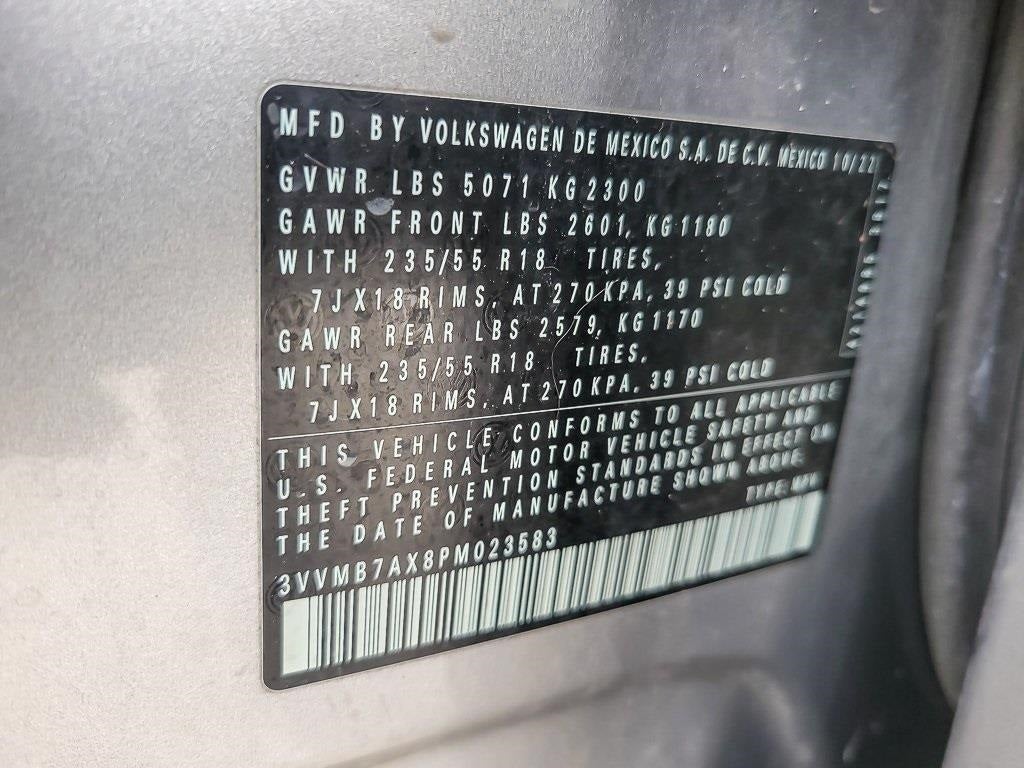 MFD BY VOLKSWAGEN DE MEXICO S.A. DE C.V. MEXICO 10/22
GVWR LBS 5071 KG 2300
GAWR FRONT LBS 2601, KG 1180
WITH 235/55 R18 TIRES,
7JX18 RIMS, AT 270 KPA, 39 PSI COLD
GAWR REAR LBS 2579, KG 1170
WITH 235/55 R18 TIRES,
7JX18 RIMS, AT 270 KPA, 39 PSI COLD
THIS VEHICLE CONFORMS TO ALL APPLICABLE
U.S. FEDERAL MOTOR VEHICLE SAFETY AND
THEFT PREVENTION STANDARDS IN EFFECT ON
THE DATE OF MANUFACTURE SHOWN ABOVE.
TYPE: MPV
3VVMB7AX8PM023583